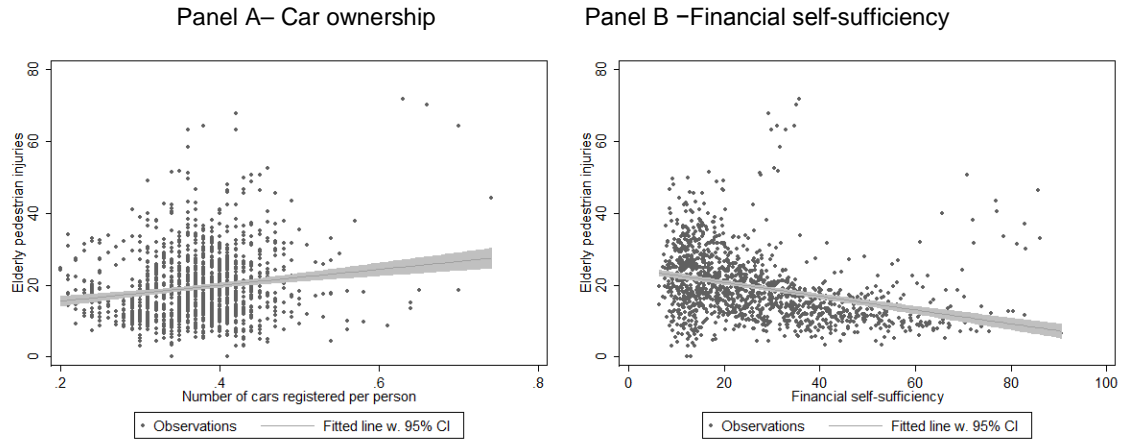 Panel A– Car ownership
Elderly pedestrian injuries
80
60
40
20
0
.2 .4 .6 .8
Number of cars registered per person
Observations Fitted line w. 95% CI
Panel B −Financial self-sufficiency
Elderly pedestrian injuries
80
60
40
20
0
0 20 40 60 80 100
Financial self-sufficiency
Observations Fitted line w. 95% CI